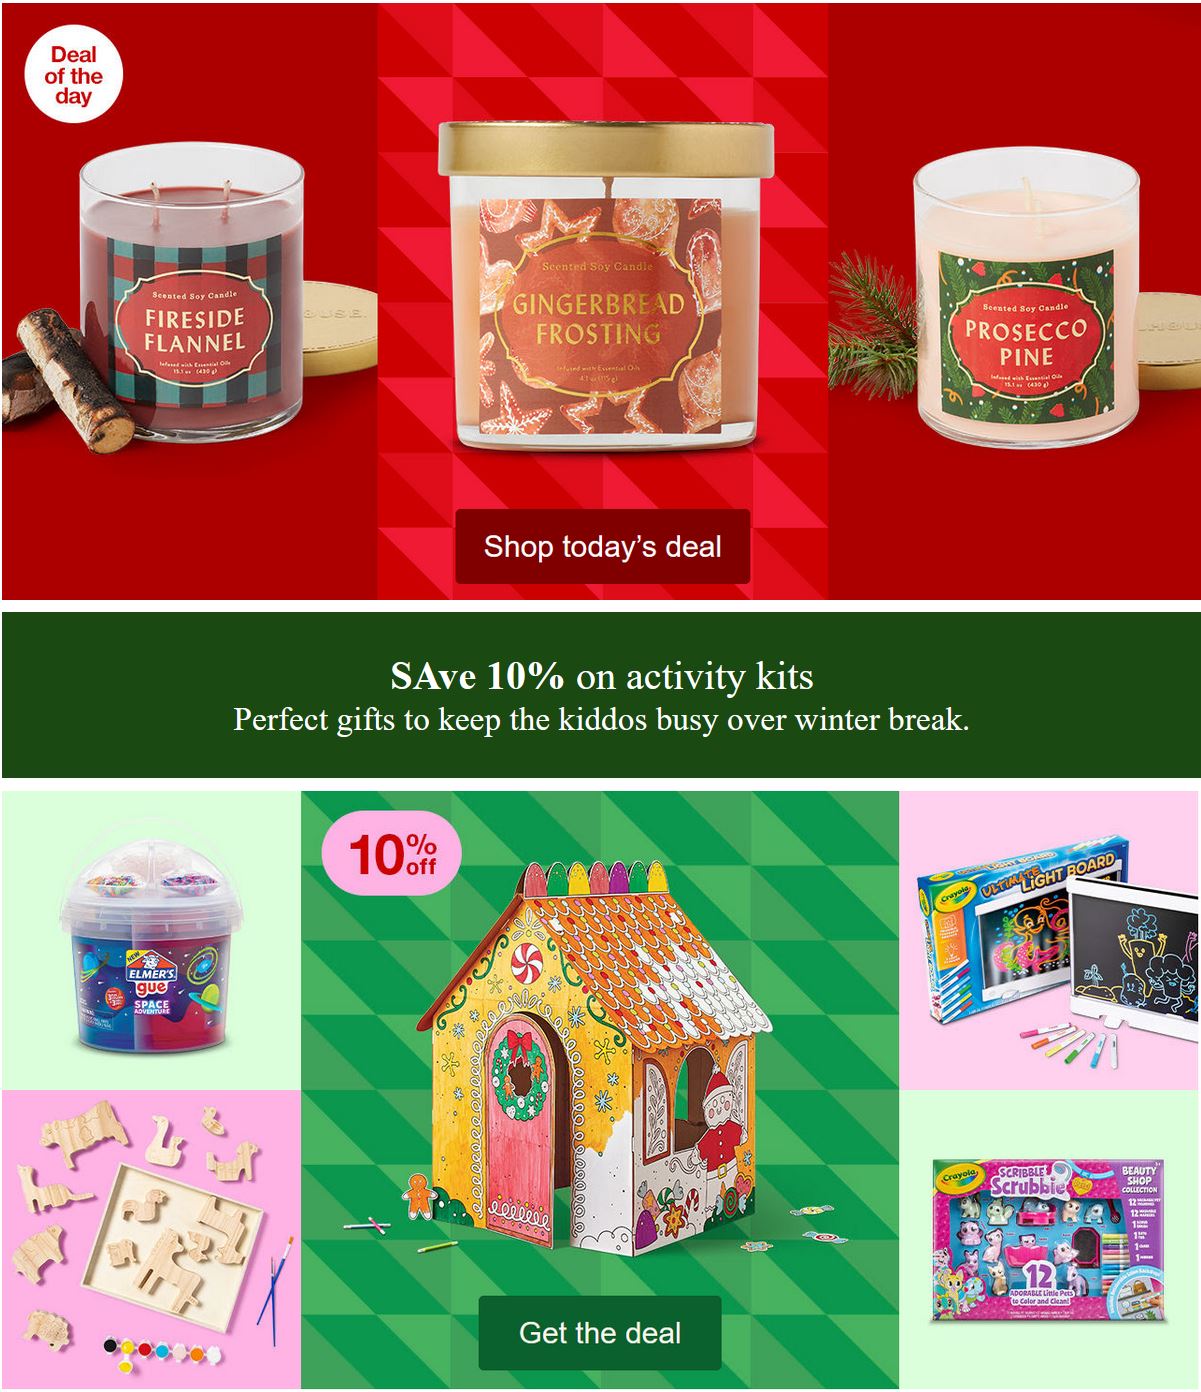 Deal
of the
day
Scented Soy Candle
FIRESIDE
FLANNEL
Infused with Essential Oils
15.1 oz (430 g)
Scented Soy Candle
GINGERBREAD
FROSTING
Infused with Essential Oils
4.1 oz (115 g)
Scented Soy Candle
PROSECCO
PINE
Infused with Essential Oils
15.1 oz (430 g)
Shop today’s deal
SAve 10% on activity kits
Perfect gifts to keep the kiddos busy over winter break.
NEW
ELMER'S
gue
SPACE
ADVENTURE
10% off
Crayola
ULTIMATE
LIGHT BOARD
Crayola
SCRIBBLE
Scrubbie
BEAUTY
SHOP
COLLECTION
12
ADORABLE Little Pets
to Color and Clean!
Get the deal